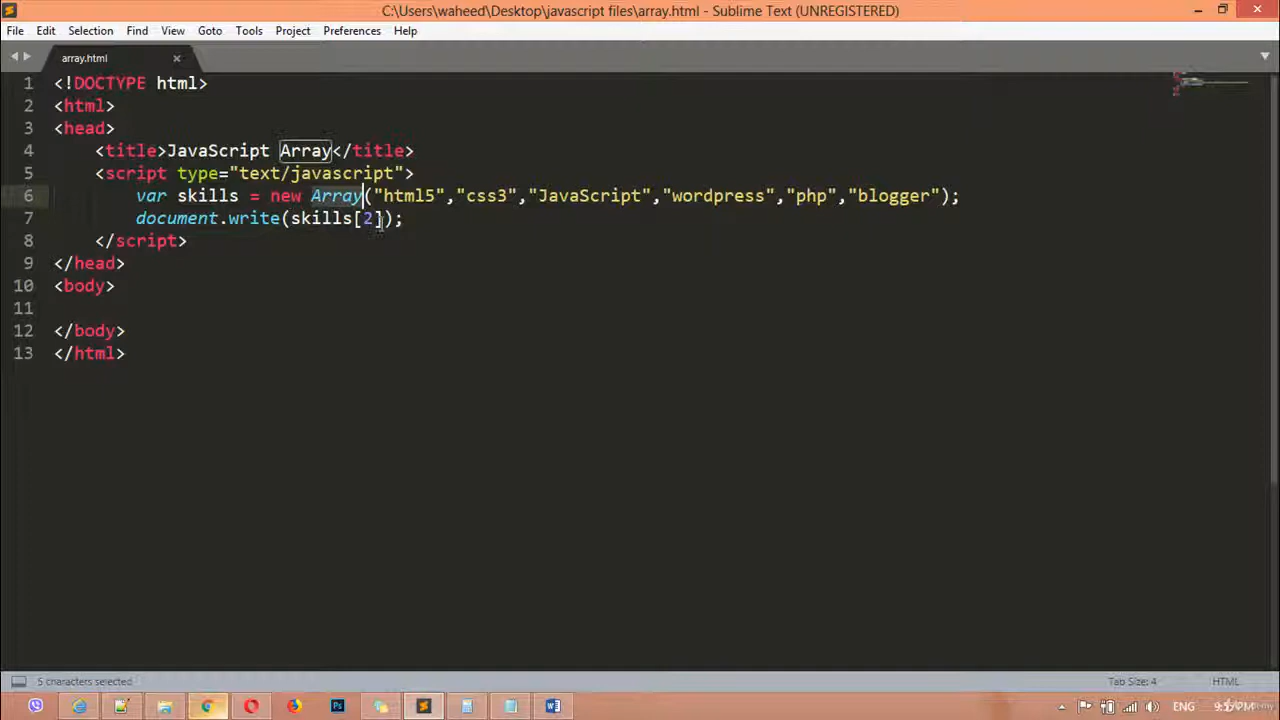 C:\Users\waheed\Desktop\javascript files\array.html - Sublime Text (UNREGISTERED)
File Edit Selection Find View Goto Tools Project Preferences Help
array.html
1 <!DOCTYPE html>
2 <html>
3 <head>
4 <title>JavaScript Array</title>
5 <script type="text/javascript">
6 var skills = new Array("html5","css3","JavaScript","wordpress","php","blogger");
7 document.write(skills[2]);
8 </script>
9 </head>
10 <body>
11
12 </body>
13 </html>
5 characters selected Tab Size: 4 HTML
ENG